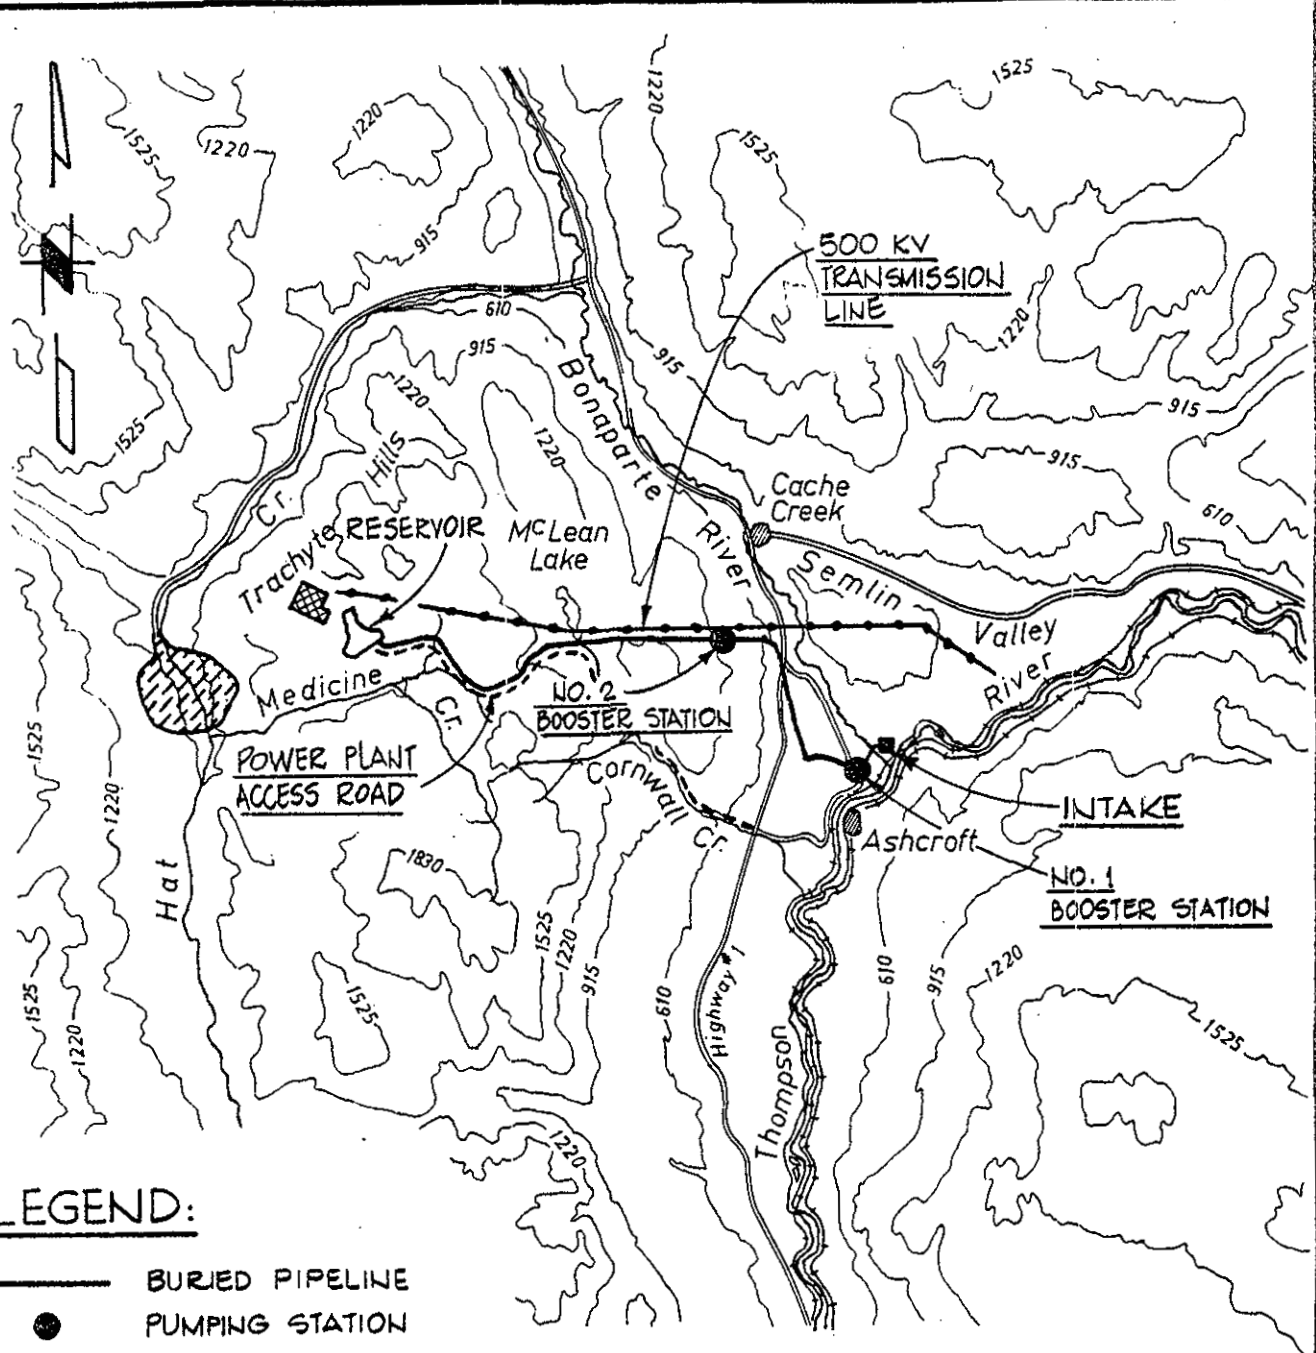 1525
1220
1525
1220
1220
1525
915
500 KV
TRANSMISSION
LINE
610
915
1220
1220
915
1220
915
1525
Bonaparte
River
915
Hills
Trachyte
Cr.
RESERVOIR
McLean
Lake
Cache
Creek
610
Semlin
Valley
River
Medicine
Cr.
NO. 2
BOOSTER STATION
POWER PLANT
ACCESS ROAD
Cornwall
Cr.
INTAKE
Ashcroft
NO. 1
BOOSTER STATION
1525
1220
1830
Hat
1525
1220
915
610
Highway #1
610
915
1220
1525
1525
1220
1525
Thompson
1220
LEGEND:
BURIED PIPELINE
PUMPING STATION